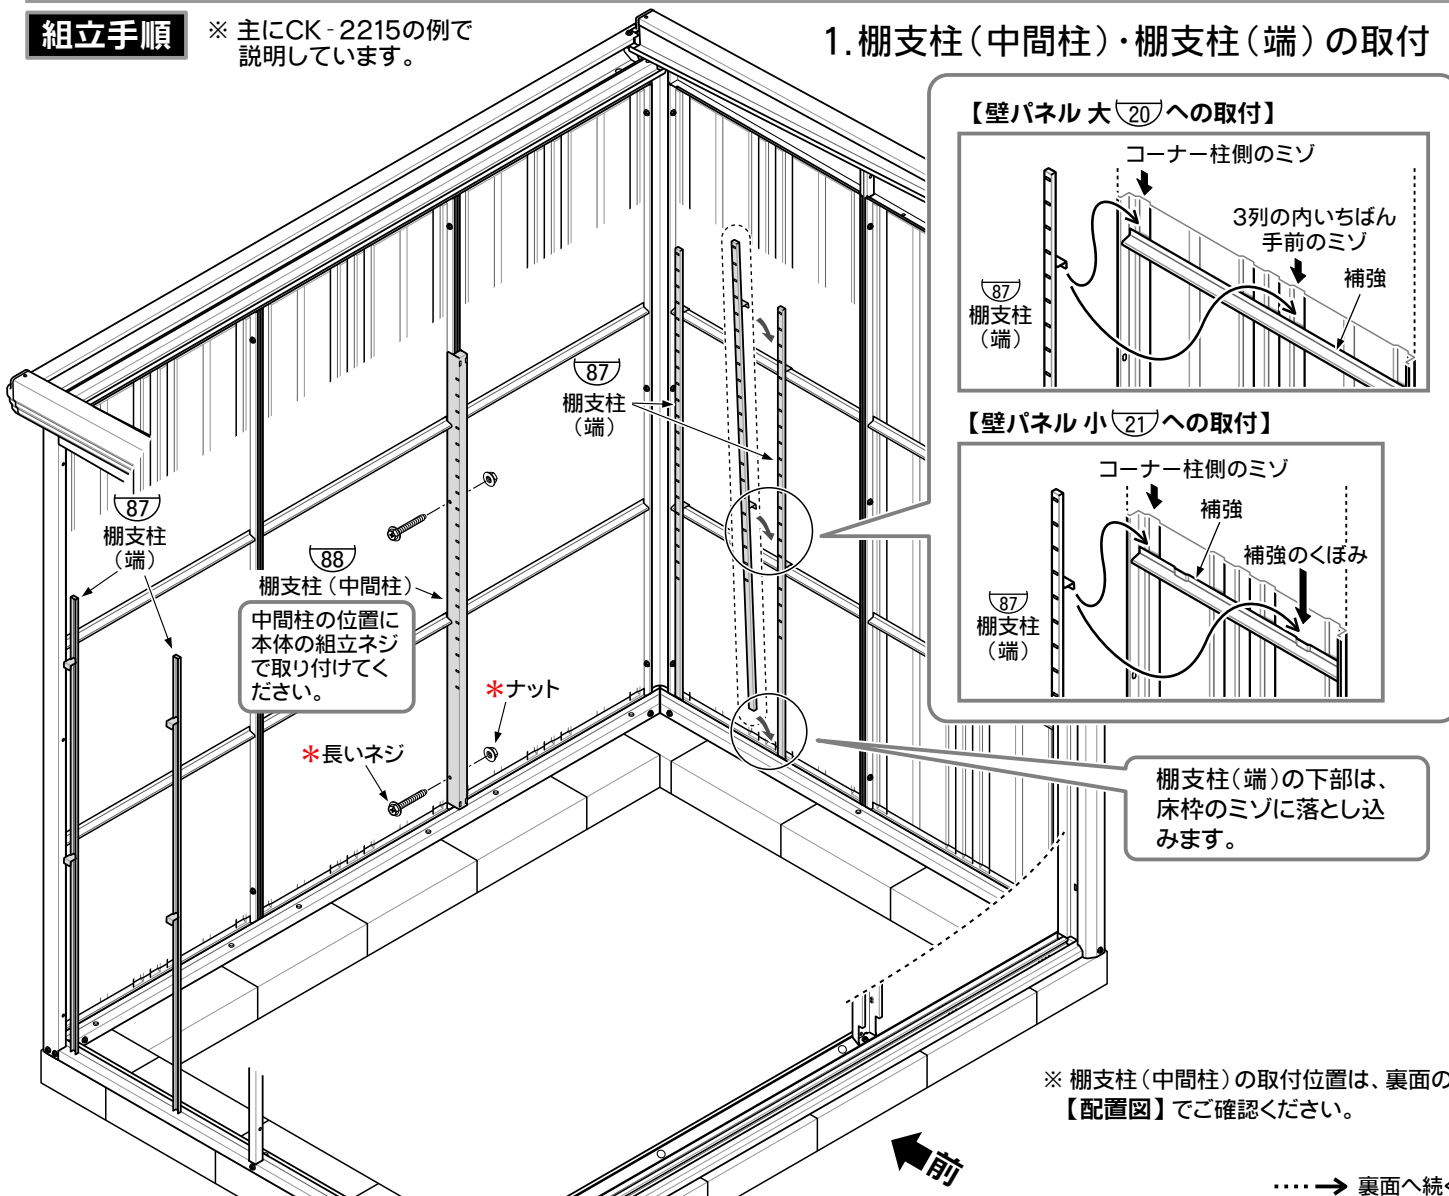 組立手順
※ 主にCK-2215の例で
説明しています。
1.棚支柱（中間柱）・棚支柱（端）の取付
【壁パネル 大 20 への取付】
コーナー柱側のミゾ
3列の内いちばん
手前のミゾ
補強
87
棚支柱
（端）
【壁パネル 小 21 への取付】
コーナー柱側のミゾ
補強
補強のくぼみ
87
棚支柱
（端）
87
棚支柱
（端）
87
棚支柱
（端）
88
棚支柱（中間柱）
中間柱の位置に
本体の組立ネジ
で取り付けてく
ださい。
＊ナット
＊長いネジ
棚支柱（端）の下部は、
床枠のミゾに落とし込
みます。
※ 棚支柱（中間柱）の取付位置は、裏面の
【配置図】でご確認ください。
前
裏面へ続く